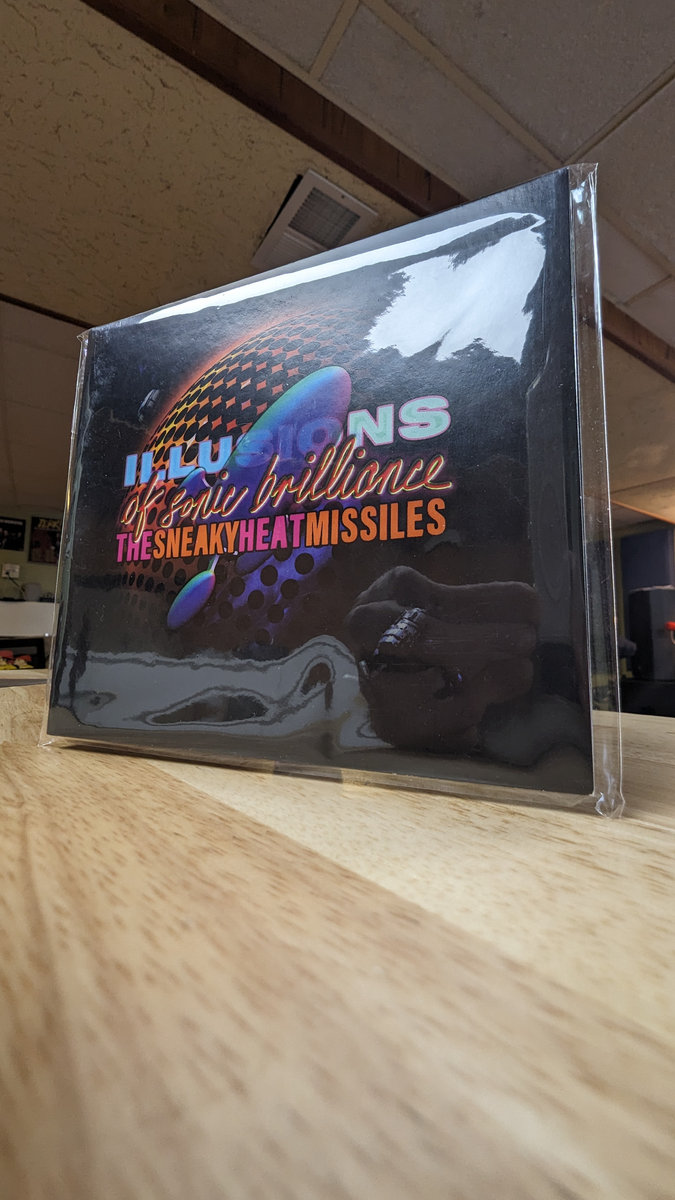 ILLUSIONS
of sonic brilliance
THESNEAKYHEATMISSILES